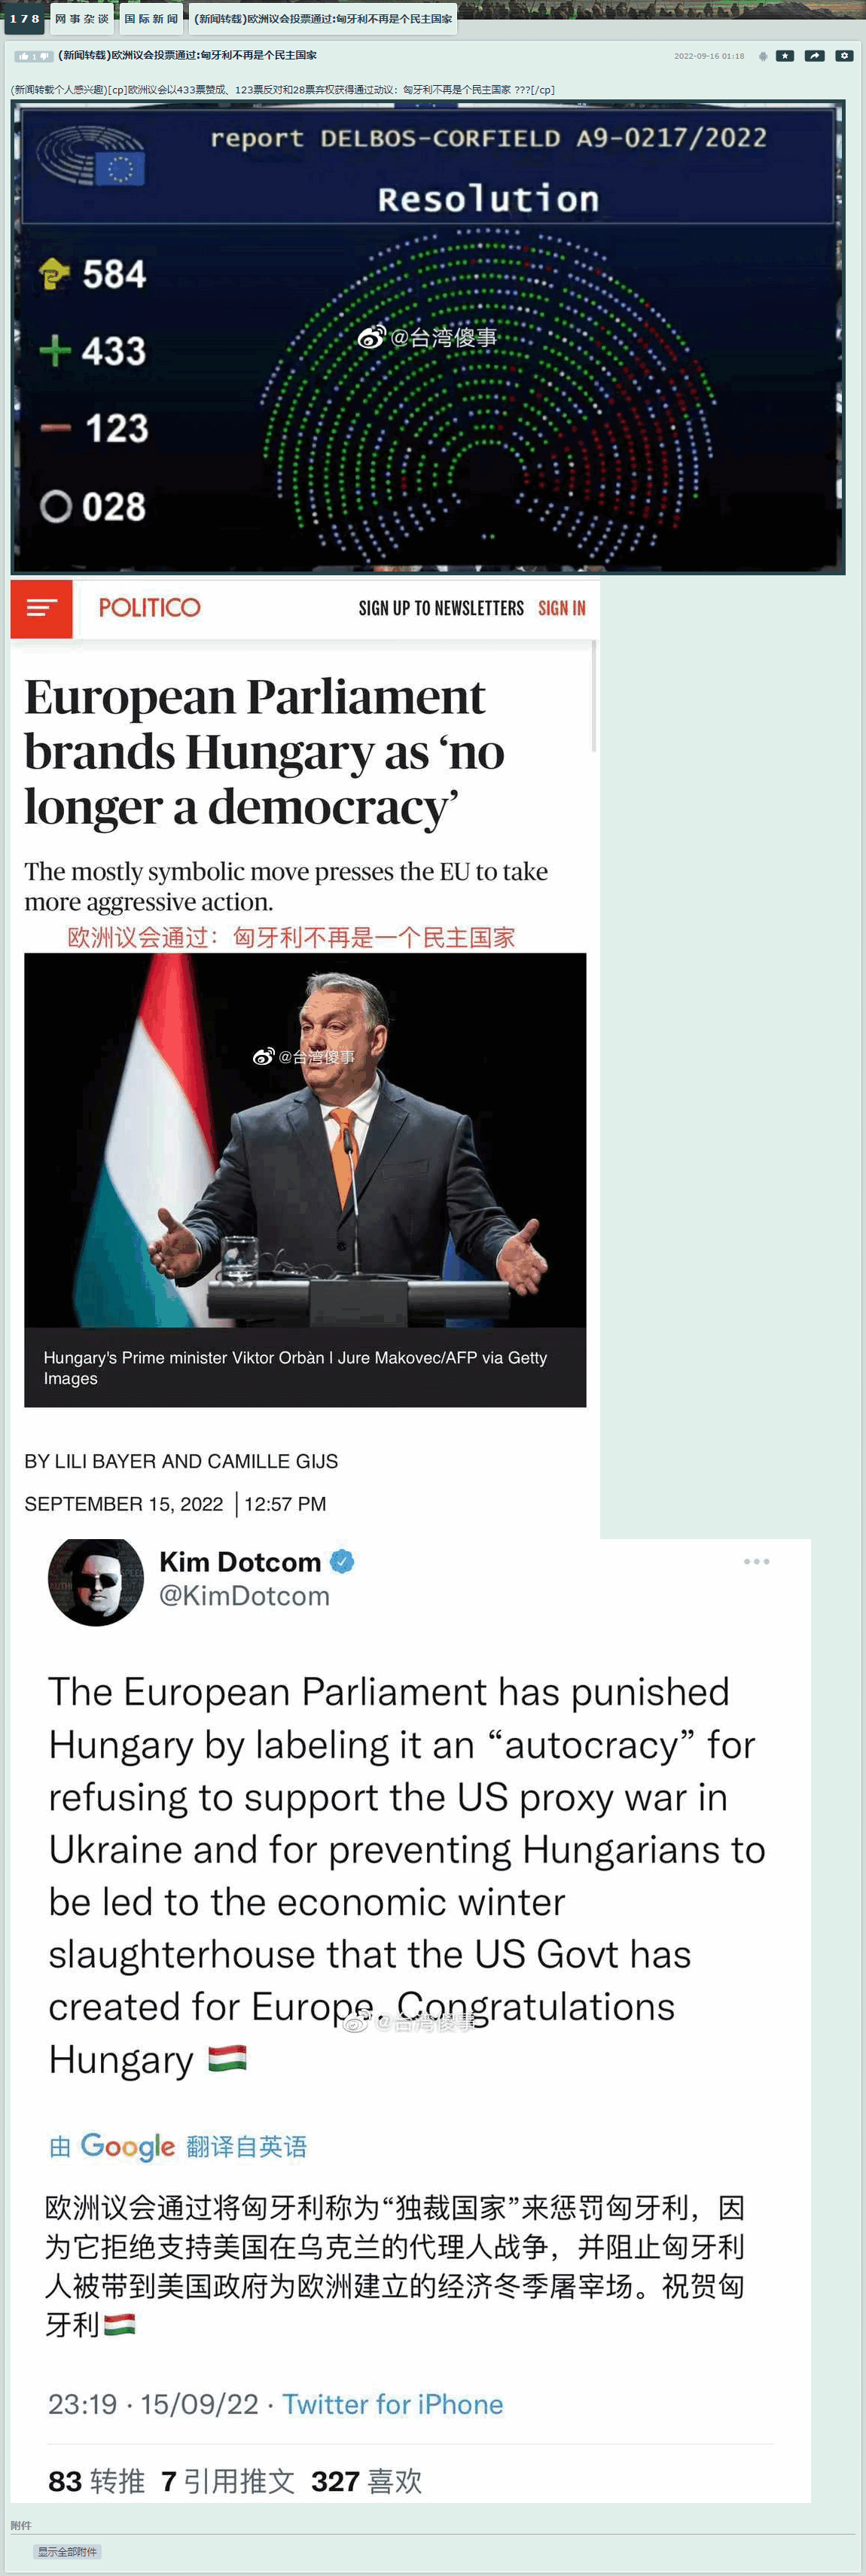 178 网事杂谈 国际新闻 (新闻转载)欧洲议会投票通过:匈牙利不再是个民主国家
1 (新闻转载)欧洲议会投票通过:匈牙利不再是个民主国家 2022-09-16 01:18
(新闻转载个人感兴趣)[cp]欧洲议会以433票赞成、123票反对和28票弃权获得通过动议：匈牙利不再是个民主国家 ???[/cp]
report DELBOS-CORFIELD A9-0217/2022
Resolution
584
@台湾傻事
433
123
028
POLITICO SIGN UP TO NEWSLETTERS SIGN IN
European Parliament
brands Hungary as ‘no
longer a democracy’
The mostly symbolic move presses the EU to take
more aggressive action.
欧洲议会通过：匈牙利不再是一个民主国家
@台湾傻事
Hungary's Prime minister Viktor Orbàn | Jure Makovec/AFP via Getty
Images
BY LILI BAYER AND CAMILLE GIJS
SEPTEMBER 15, 2022 | 12:57 PM
Kim Dotcom
@KimDotcom
The European Parliament has punished
Hungary by labeling it an “autocracy” for
refusing to support the US proxy war in
Ukraine and for preventing Hungarians to
be led to the economic winter
slaughterhouse that the US Govt has
created for Europe. Congratulations
@台湾傻事
Hungary 🇭🇺
由 Google 翻译自英语
欧洲议会通过将匈牙利称为“独裁国家”来惩罚匈牙利，因
为它拒绝支持美国在乌克兰的代理人战争，并阻止匈牙利
人被带到美国政府为欧洲建立的经济冬季屠宰场。祝贺匈
牙利🇭🇺
23:19 · 15/09/22 · Twitter for iPhone
83 转推 7 引用推文 327 喜欢
附件
显示全部附件